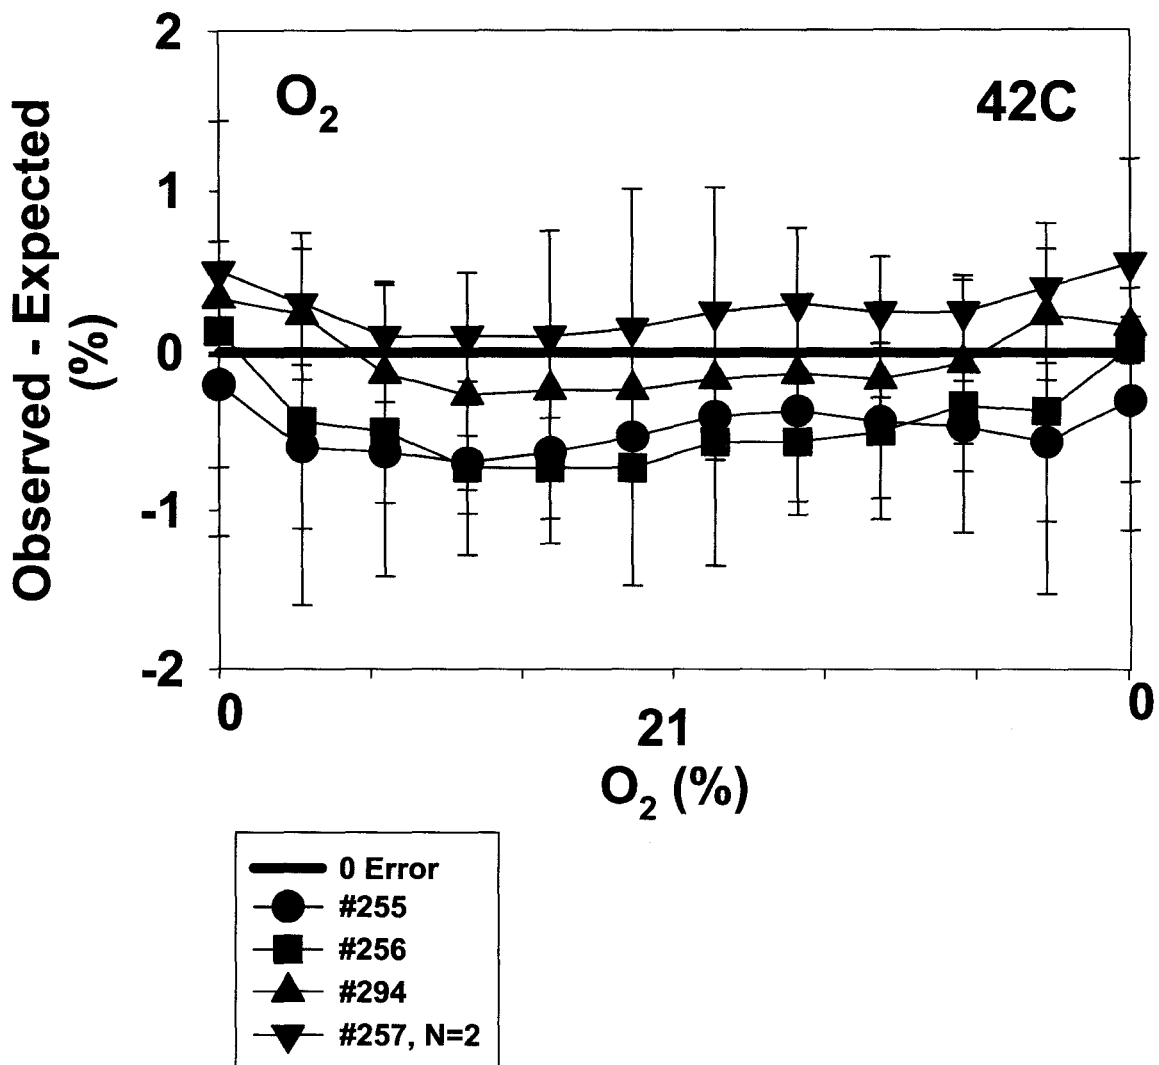 2
O₂
42C
1
Observed - Expected
(%)
0
-1
-2
0
21
0
O₂ (%)
0 Error
#255
#256
#294
#257, N=2